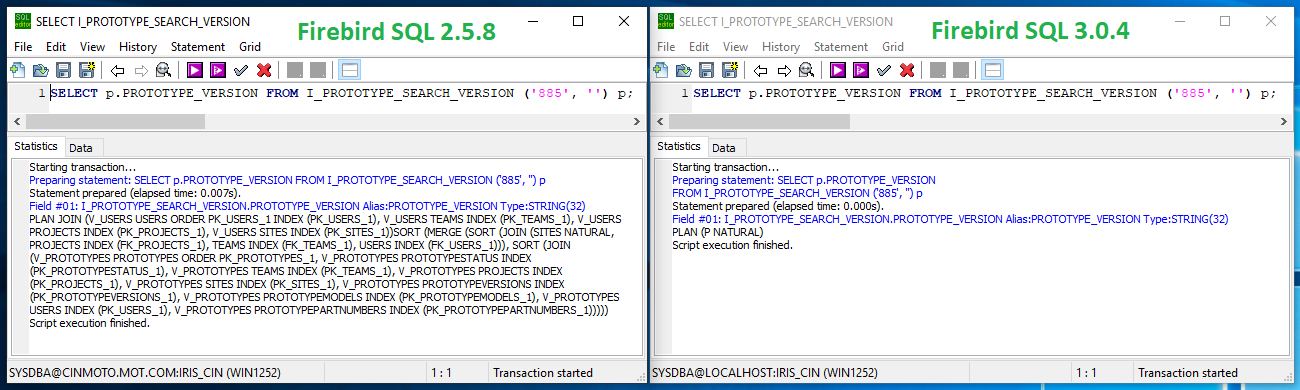 SQL editor SELECT I_PROTOTYPE_SEARCH_VERSION
Firebird SQL 2.5.8
File Edit View History Statement Grid
1 SELECT p.PROTOTYPE_VERSION FROM I_PROTOTYPE_SEARCH_VERSION ('885', '') p;
Statistics Data
Starting transaction...
Preparing statement: SELECT p.PROTOTYPE_VERSION FROM I_PROTOTYPE_SEARCH_VERSION ('885', '') p
Statement prepared (elapsed time: 0.007s).
Field #01: I_PROTOTYPE_SEARCH_VERSION.PROTOTYPE_VERSION Alias:PROTOTYPE_VERSION Type:STRING(32)
PLAN JOIN (V_USERS USERS ORDER PK_USERS_1 INDEX (PK_USERS_1), V_USERS TEAMS INDEX (PK_TEAMS_1), V_USERS
PROJECTS INDEX (PK_PROJECTS_1), V_USERS SITES INDEX (PK_SITES_1))SORT (MERGE (SORT (JOIN (SITES NATURAL,
PROJECTS INDEX (FK_PROJECTS_1), TEAMS INDEX (FK_TEAMS_1), USERS INDEX (FK_USERS_1))), SORT (JOIN
(V_PROTOTYPES PROTOTYPES ORDER PK_PROTOTYPES_1, V_PROTOTYPES PROTOTYPESTATUS INDEX
(PK_PROTOTYPESTATUS_1), V_PROTOTYPES TEAMS INDEX (PK_TEAMS_1), V_PROTOTYPES PROJECTS INDEX
(PK_PROJECTS_1), V_PROTOTYPES SITES INDEX (PK_SITES_1), V_PROTOTYPES PROTOTYPEVERSIONS INDEX
(PK_PROTOTYPEVERSIONS_1), V_PROTOTYPES PROTOTYPEMODELS INDEX (PK_PROTOTYPEMODELS_1), V_PROTOTYPES
USERS INDEX (PK_USERS_1), V_PROTOTYPES PROTOTYPEPARTNUMBERS INDEX (PK_PROTOTYPEPARTNUMBERS_1)))))
Script execution finished.
SYSDBA@CINMOTO.MOT.COM:IRIS_CIN (WIN1252) 1 : 1 Transaction started
SQL editor SELECT I_PROTOTYPE_SEARCH_VERSION
Firebird SQL 3.0.4
File Edit View History Statement Grid
1 SELECT p.PROTOTYPE_VERSION FROM I_PROTOTYPE_SEARCH_VERSION ('885', '') p;
Statistics Data
Starting transaction...
Preparing statement: SELECT p.PROTOTYPE_VERSION
FROM I_PROTOTYPE_SEARCH_VERSION ('885', '') p
Statement prepared (elapsed time: 0.000s).
Field #01: I_PROTOTYPE_SEARCH_VERSION.PROTOTYPE_VERSION Alias:PROTOTYPE_VERSION Type:STRING(32)
PLAN (P NATURAL)
Script execution finished.
SYSDBA@LOCALHOST:IRIS_CIN (WIN1252) 1 : 1 Transaction started